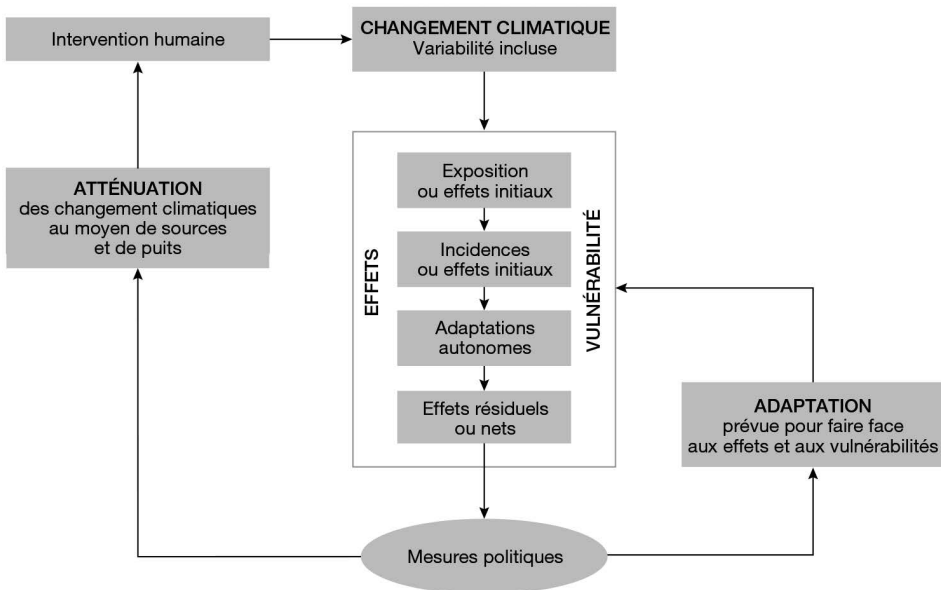 Intervention humaine
CHANGEMENT CLIMATIQUE
Variabilité incluse
ATTÉNUATION
des changement climatiques
au moyen de sources
et de puits
EFFETS
Exposition
ou effets initiaux
Incidences
ou effets initiaux
Adaptations
autonomes
Effets résiduels
ou nets
VULNÉRABILITÉ
ADAPTATION
prévue pour faire face
aux effets et aux vulnérabilités
Mesures politiques